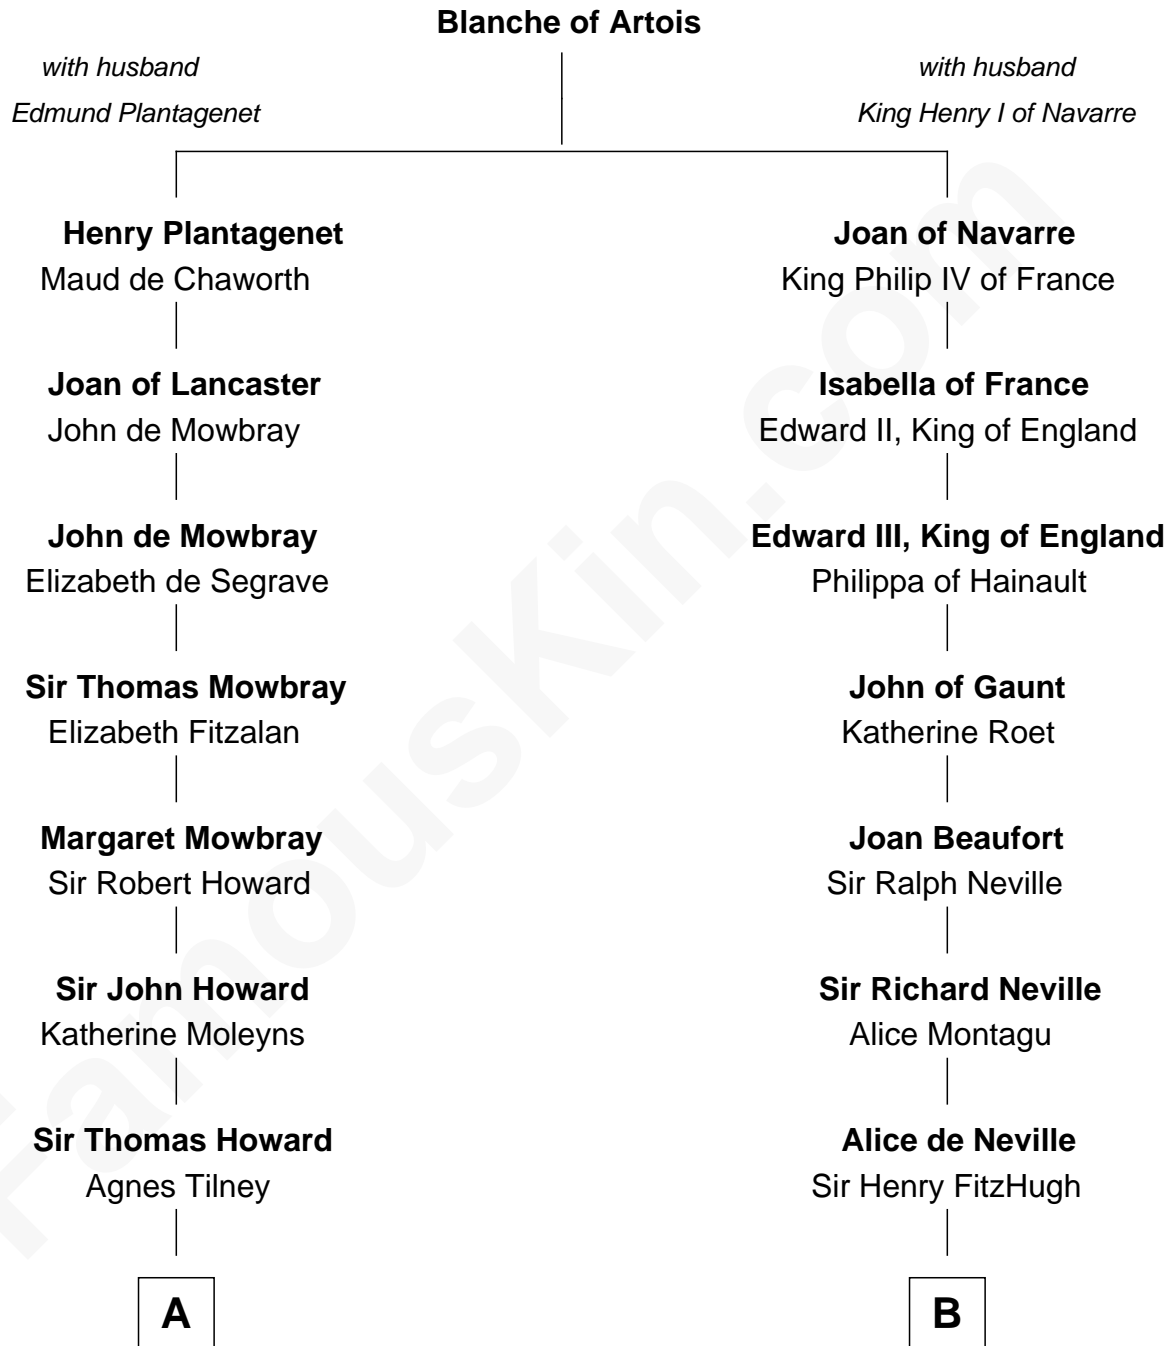 Blanche of Artois
with husband
Edmund Plantagenet
with husband
King Henry I of Navarre
Henry Plantagenet
Maud de Chaworth
Joan of Navarre
King Philip IV of France
Joan of Lancaster
John de Mowbray
Isabella of France
Edward II, King of England
John de Mowbray
Elizabeth de Segrave
Edward III, King of England
Philippa of Hainault
Sir Thomas Mowbray
Elizabeth Fitzalan
John of Gaunt
Katherine Roet
Margaret Mowbray
Sir Robert Howard
Joan Beaufort
Sir Ralph Neville
Sir John Howard
Katherine Moleyns
Sir Richard Neville
Alice Montagu
Sir Thomas Howard
Agnes Tilney
Alice de Neville
Sir Henry FitzHugh
A
B
FamousKin.com